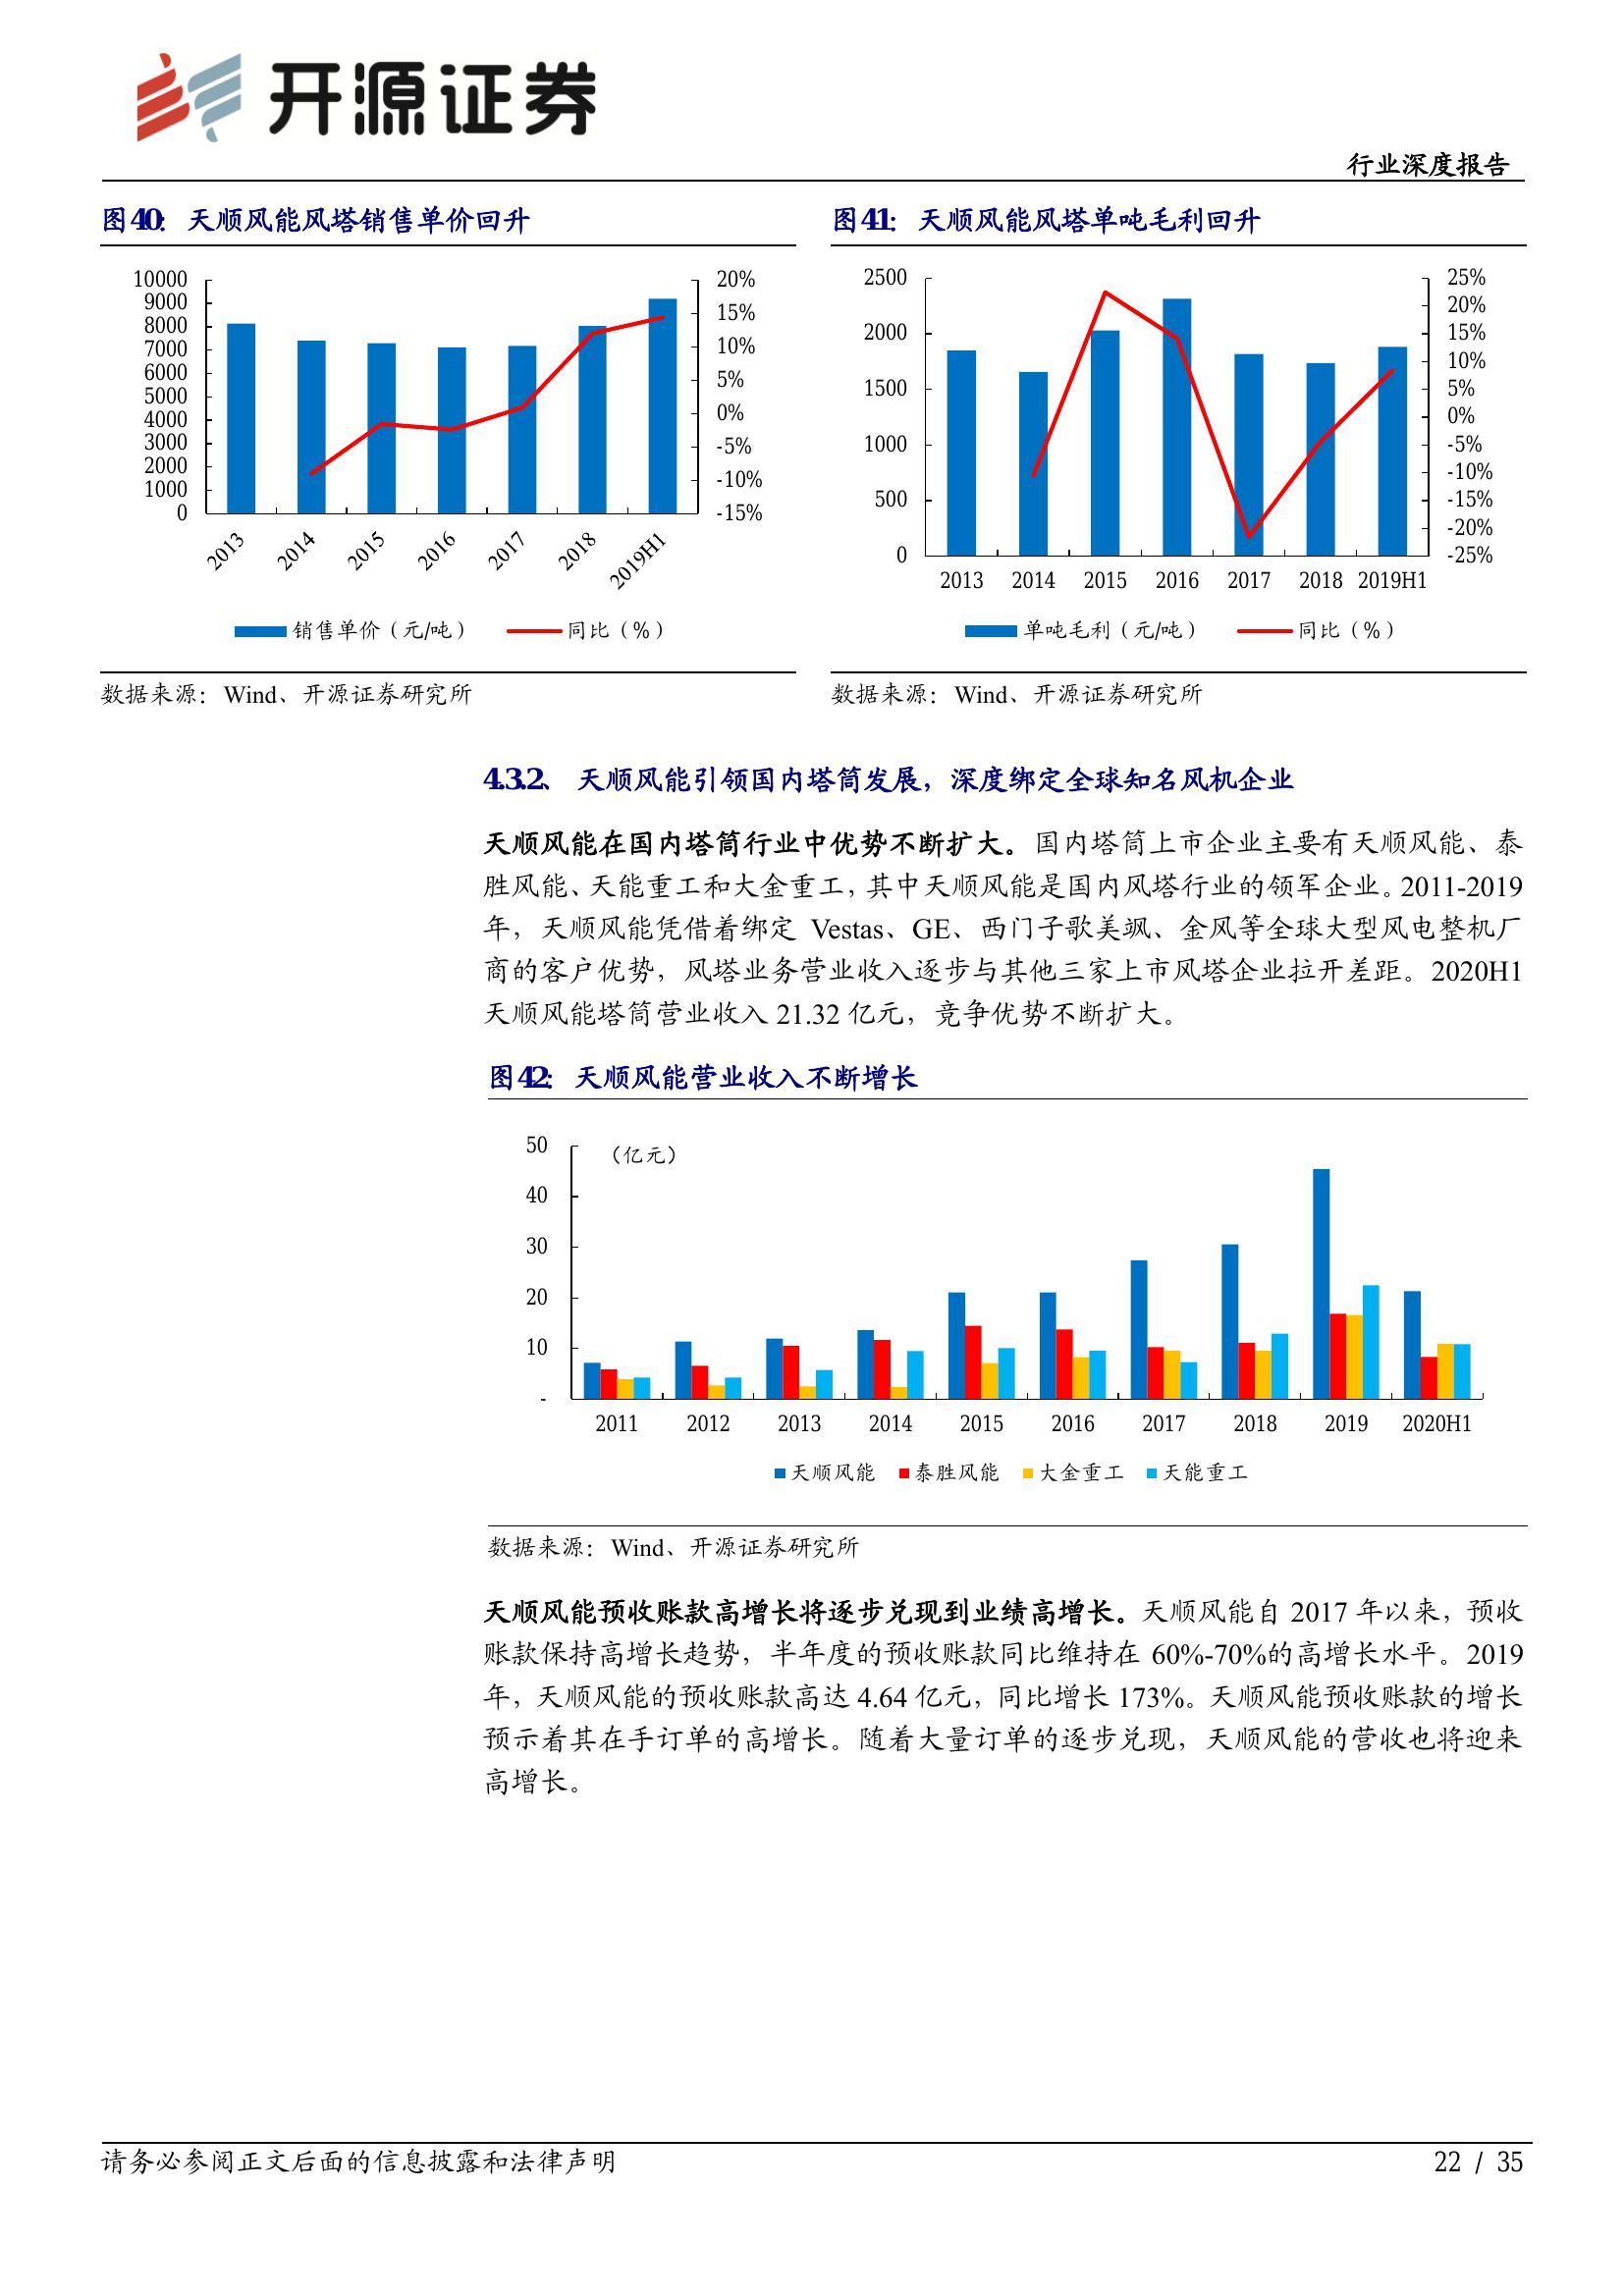 开源证券
行业深度报告
图40： 天顺风能风塔销售单价回升
10000
9000
8000
7000
6000
5000
4000
3000
2000
1000
0
20%
15%
10%
5%
0%
-5%
-10%
-15%
2013
2014
2015
2016
2017
2018
2019H1
销售单价（元/吨） 同比（%）
数据来源：Wind、开源证券研究所
图41： 天顺风能风塔单吨毛利回升
2500
2000
1500
1000
500
0
25%
20%
15%
10%
5%
0%
-5%
-10%
-15%
-20%
-25%
2013 2014 2015 2016 2017 2018 2019H1
单吨毛利（元/吨） 同比（%）
数据来源：Wind、开源证券研究所
4.3.2、 天顺风能引领国内塔筒发展，深度绑定全球知名风机企业
天顺风能在国内塔筒行业中优势不断扩大。国内塔筒上市企业主要有天顺风能、泰
胜风能、天能重工和大金重工，其中天顺风能是国内风塔行业的领军企业。2011-2019
年，天顺风能凭借着绑定 Vestas、GE、西门子歌美飒、金风等全球大型风电整机厂
商的客户优势，风塔业务营业收入逐步与其他三家上市风塔企业拉开差距。2020H1
天顺风能塔筒营业收入 21.32 亿元，竞争优势不断扩大。
图42： 天顺风能营业收入不断增长
（亿元）
50
40
30
20
10
-
2011 2012 2013 2014 2015 2016 2017 2018 2019 2020H1
天顺风能 泰胜风能 大金重工 天能重工
数据来源：Wind、开源证券研究所
天顺风能预收账款高增长将逐步兑现到业绩高增长。天顺风能自 2017 年以来，预收
账款保持高增长趋势，半年度的预收账款同比维持在 60%-70%的高增长水平。2019
年，天顺风能的预收账款高达 4.64 亿元，同比增长 173%。天顺风能预收账款的增长
预示着其在手订单的高增长。随着大量订单的逐步兑现，天顺风能的营收也将迎来
高增长。
请务必参阅正文后面的信息披露和法律声明
22 / 35